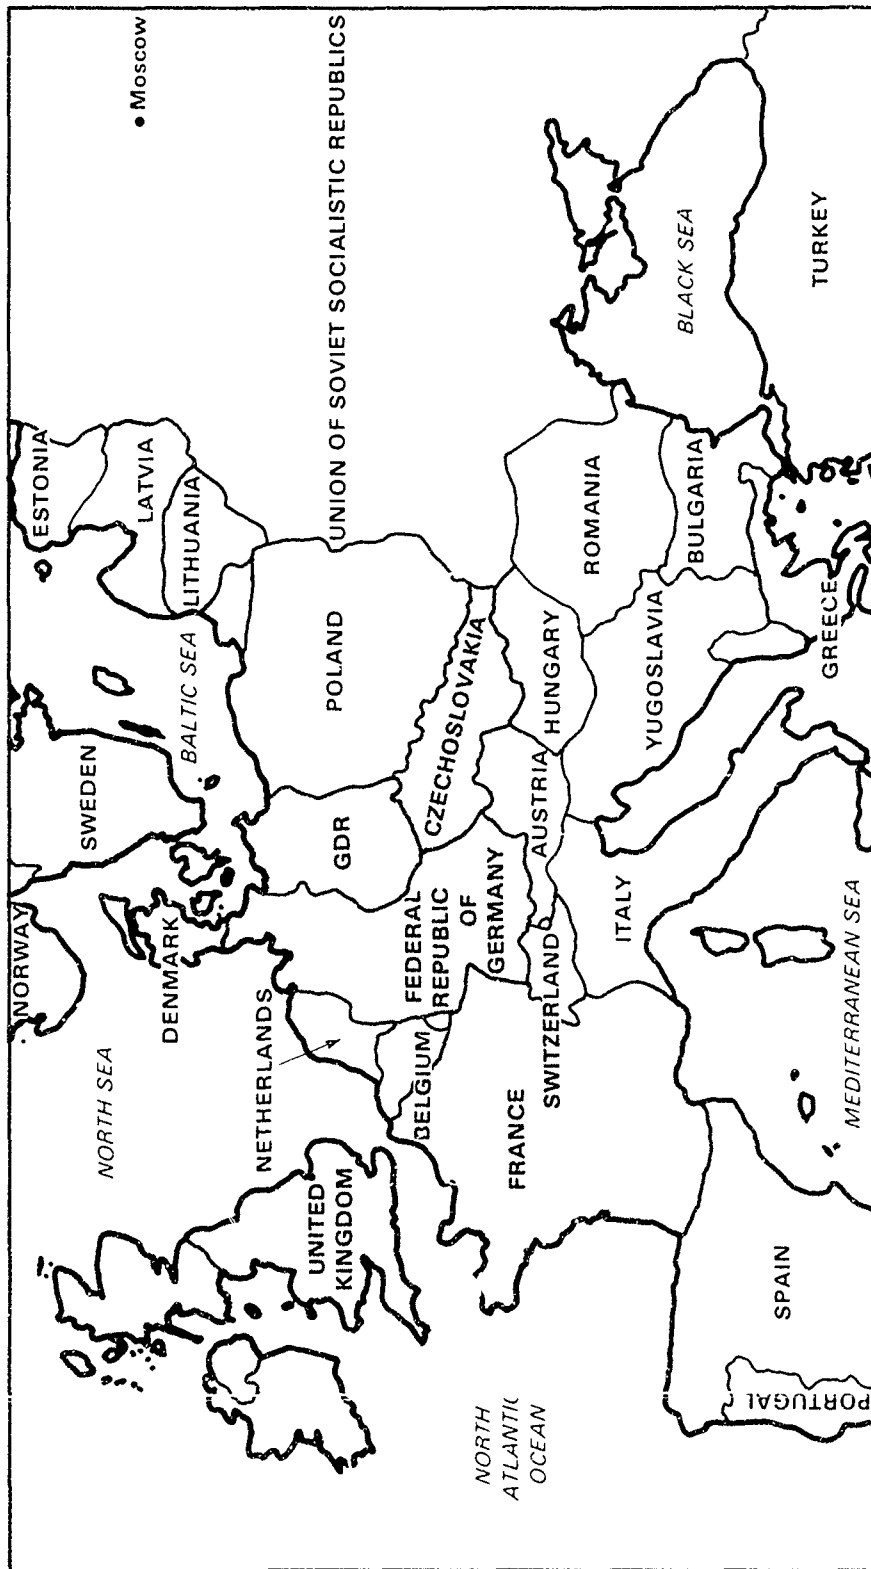 NORWAY
SWEDEN
ESTONIA
• Moscow
NORTH SEA
DENMARK
BALTIC SEA
LATVIA
LITHUANIA
UNITED
KINGDOM
NETHERLANDS
GDR
POLAND
UNION OF SOVIET SOCIALISTIC REPUBLICS
BELGIUM
FEDERAL
REPUBLIC
OF
GERMANY
CZECHOSLOVAKIA
NORTH
ATLANTIC
OCEAN
FRANCE
SWITZERLAND
AUSTRIA
HUNGARY
ROMANIA
ITALY
YUGOSLAVIA
BULGARIA
BLACK SEA
PORTUGAL
SPAIN
MEDITERRANEAN SEA
GREECE
TURKEY